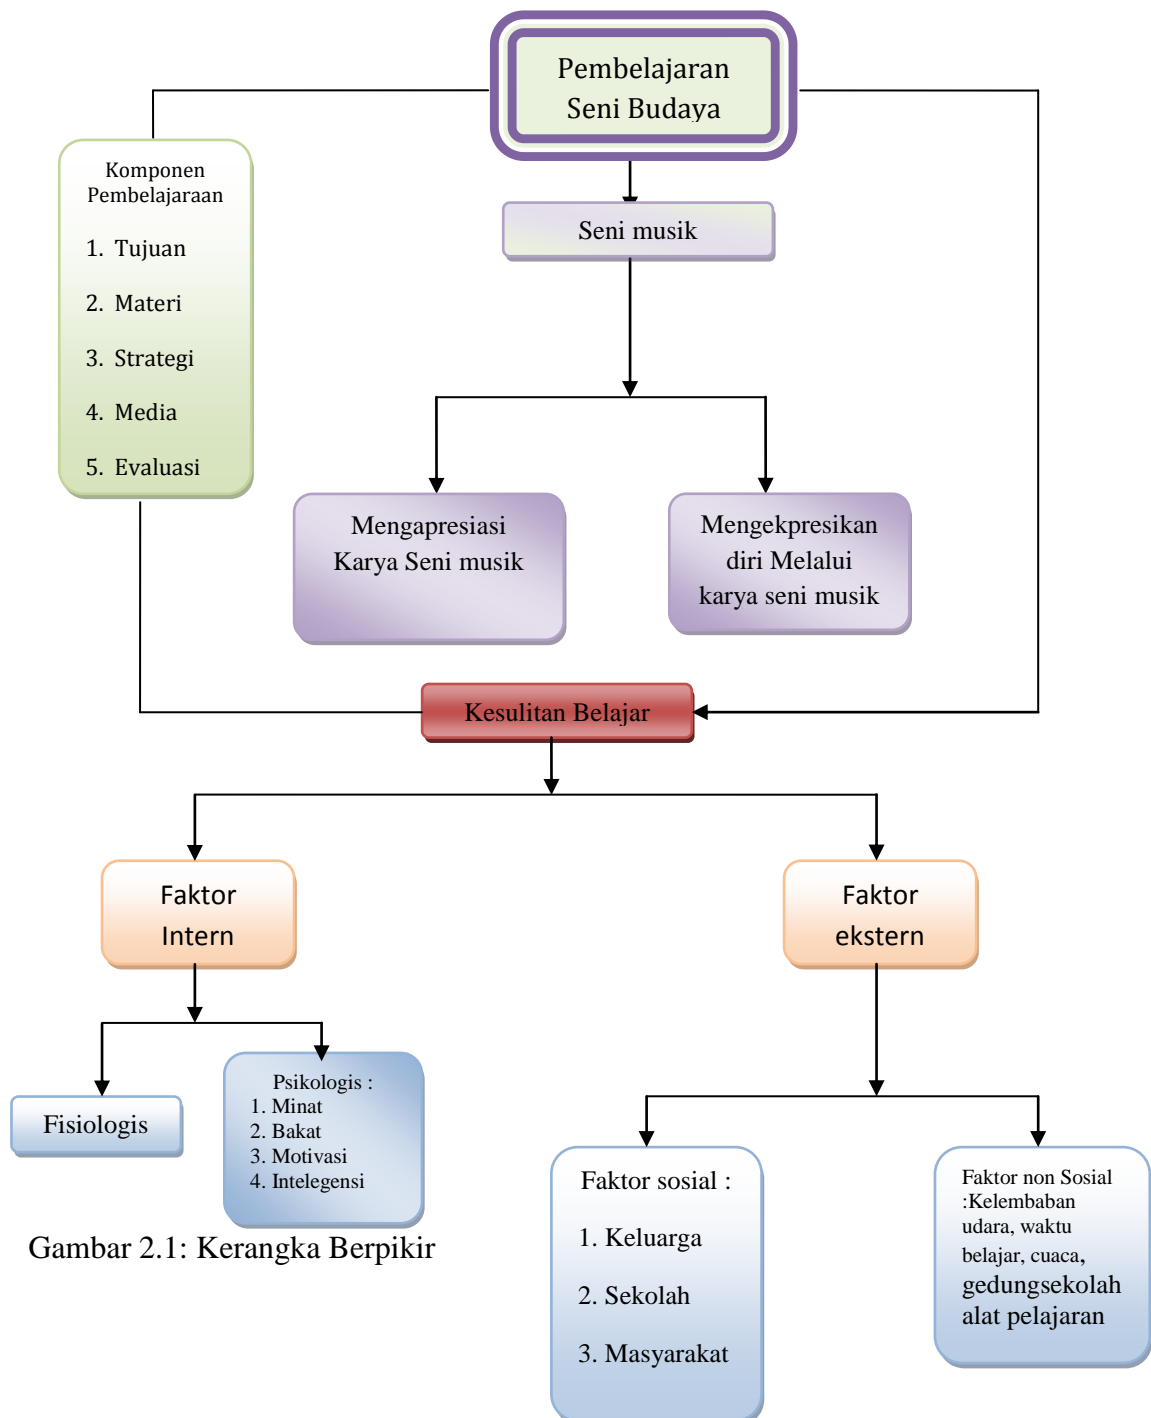 Pembelajaran
Seni Budaya
Komponen
Pembelajaraan
1. Tujuan
2. Materi
3. Strategi
4. Media
5. Evaluasi
Seni musik
Mengapresiasi
Karya Seni musik
Mengekpresikan
diri Melalui
karya seni musik
Kesulitan Belajar
Faktor
Intern
Faktor
ekstern
Fisiologis
Psikologis :
1. Minat
2. Bakat
3. Motivasi
4. Intelegensi
Faktor sosial :
1. Keluarga
2. Sekolah
3. Masyarakat
Faktor non Sosial
:Kelembaban
udara, waktu
belajar, cuaca,
gedungsekolah
alat pelajaran
Gambar 2.1: Kerangka Berpikir